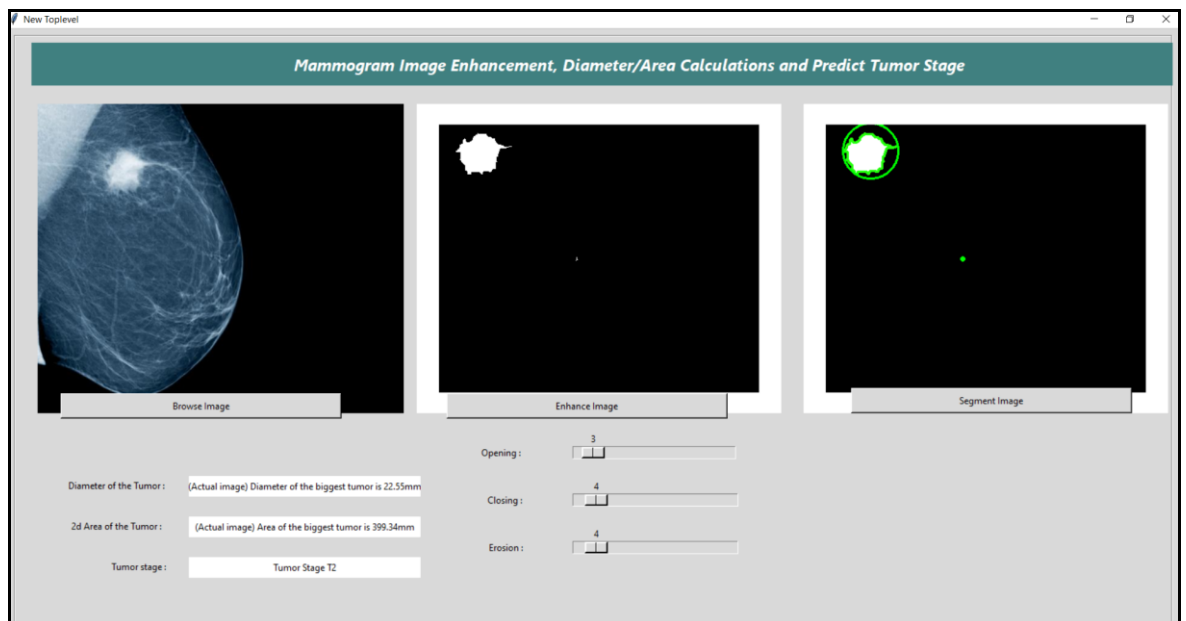 New Toplevel
Mammogram Image Enhancement, Diameter/Area Calculations and Predict Tumor Stage
Browse Image
Enhance Image
Segment Image
Opening :
3
Closing :
4
Erosion :
4
Diameter of the Tumor :
(Actual image) Diameter of the biggest tumor is 22.55mm
2d Area of the Tumor :
(Actual image) Area of the biggest tumor is 399.34mm
Tumor stage :
Tumor Stage T2